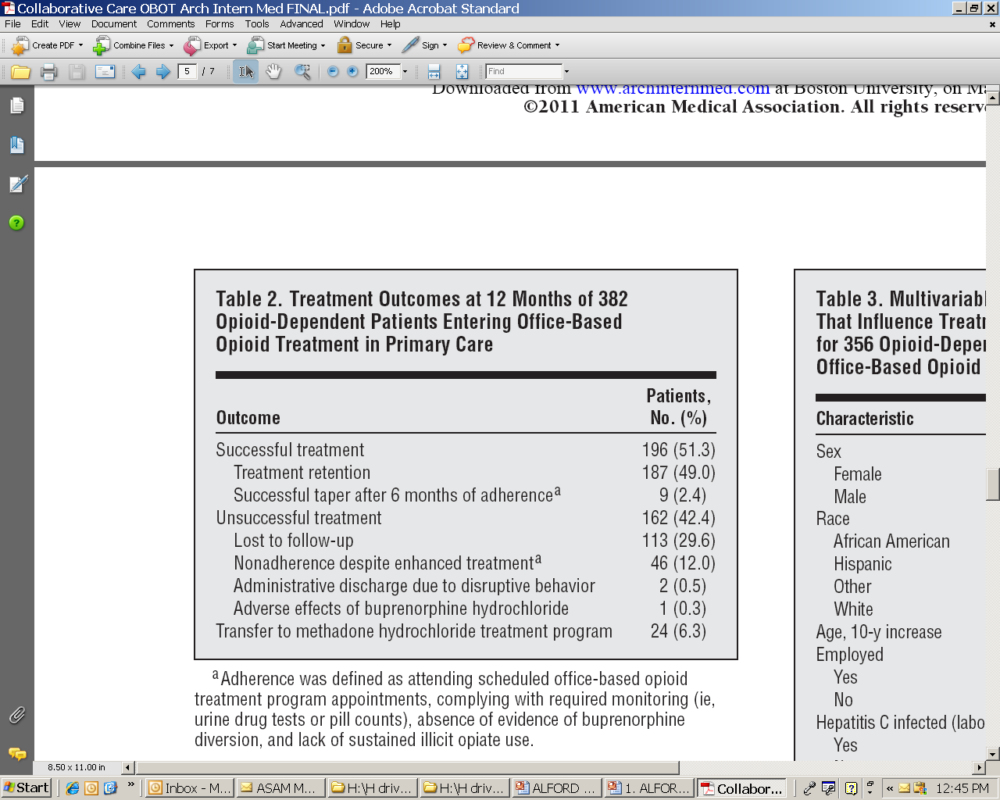 Collaborative Care OBOT Arch Intern Med FINAL.pdf - Adobe Acrobat Standard
File Edit View Document Comments Forms Tools Advanced Window Help
Create PDF Combine Files Export Start Meeting Secure Sign Review & Comment
5 / 7 200% Find
Downloaded from www.archinternmed.com at Boston University, on Ma
©2011 American Medical Association. All rights reserve
Table 2. Treatment Outcomes at 12 Months of 382
Opioid-Dependent Patients Entering Office-Based
Opioid Treatment in Primary Care
Patients,
Outcome No. (%)
Successful treatment 196 (51.3)
Treatment retention 187 (49.0)
Successful taper after 6 months of adherence a 9 (2.4)
Unsuccessful treatment 162 (42.4)
Lost to follow-up 113 (29.6)
Nonadherence despite enhanced treatment a 46 (12.0)
Administrative discharge due to disruptive behavior 2 (0.5)
Adverse effects of buprenorphine hydrochloride 1 (0.3)
Transfer to methadone hydrochloride treatment program 24 (6.3)
a Adherence was defined as attending scheduled office-based opioid
treatment program appointments, complying with required monitoring (ie,
urine drug tests or pill counts), absence of evidence of buprenorphine
diversion, and lack of sustained illicit opiate use.
Table 3. Multivariabl
That Influence Treatr
for 356 Opioid-Deper
Office-Based Opioid
Characteristic
Sex
Female
Male
Race
African American
Hispanic
Other
White
Age, 10-y increase
Employed
Yes
No
Hepatitis C infected (labo
Yes
8.50 x 11.00 in
Start » Inbox - M... ASAM M... H:\H driv... H:\H driv... ALFORD ... 1. ALFOR... Collabor... « 12:45 PM